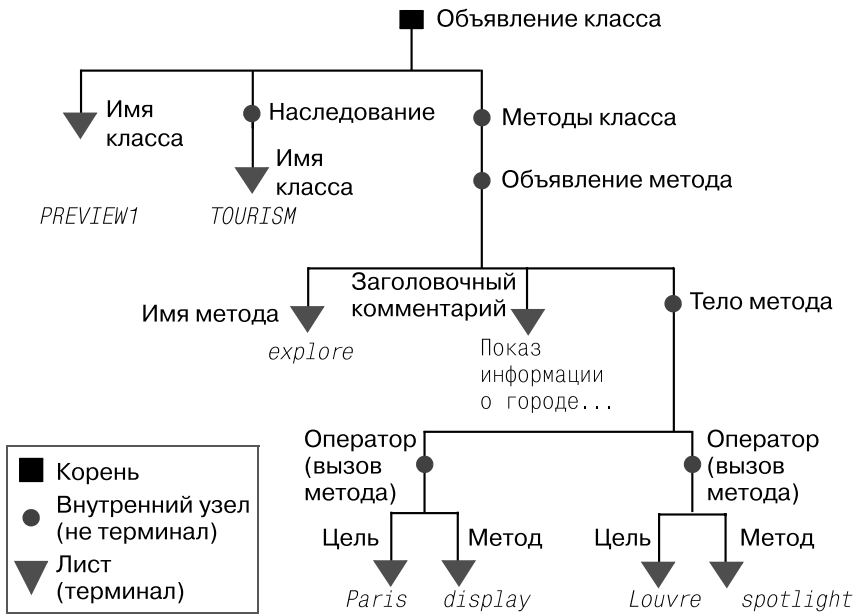 Объявление класса
Имя
класса
Наследование
Методы класса
Имя
класса
Объявление метода
PREVIEW1
TOURISM
Заголовочный
комментарий
Имя метода
Тело метода
explore
Показ
информации
о городе...
Оператор
(вызов
метода)
Оператор
(вызов
метода)
Цель
Метод
Цель
Метод
Paris
display
Louvre
spotlight
Корень
Внутренний узел
(не терминал)
Лист
(терминал)